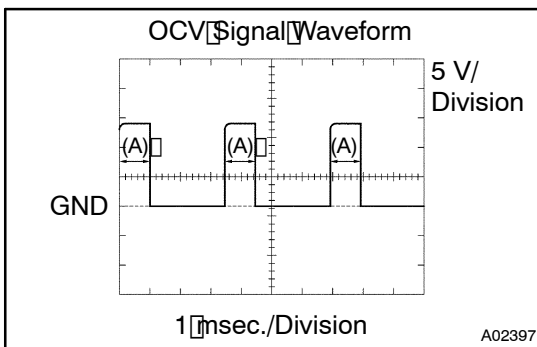 OCV Signal Waveform
5 V/
Division
(A) (A) (A)
GND
1 msec./Division
A02397